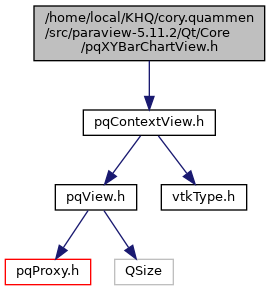 /home/local/KHQ/cory.quammen
/src/paraview-5.11.2/Qt/Core
/pqXYBarChartView.h
pqContextView.h
pqView.h
vtkType.h
pqProxy.h
QSize